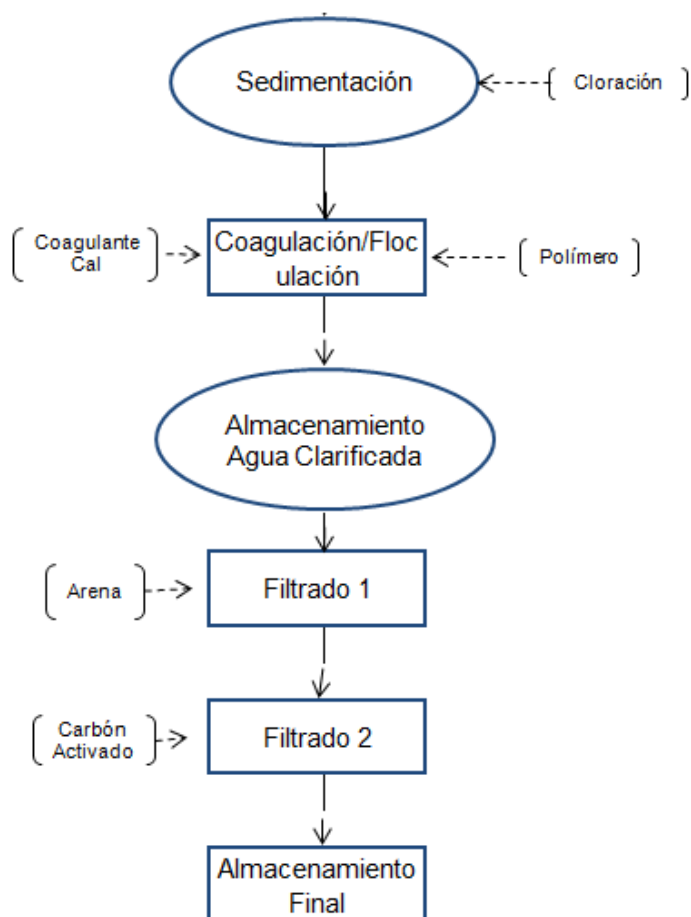 Sedimentación
Cloración
Coagulante
Cal
Coagulación/Floc
ulación
Polímero
Almacenamiento
Agua Clarificada
Arena
Filtrado 1
Carbón
Activado
Filtrado 2
Almacenamiento
Final